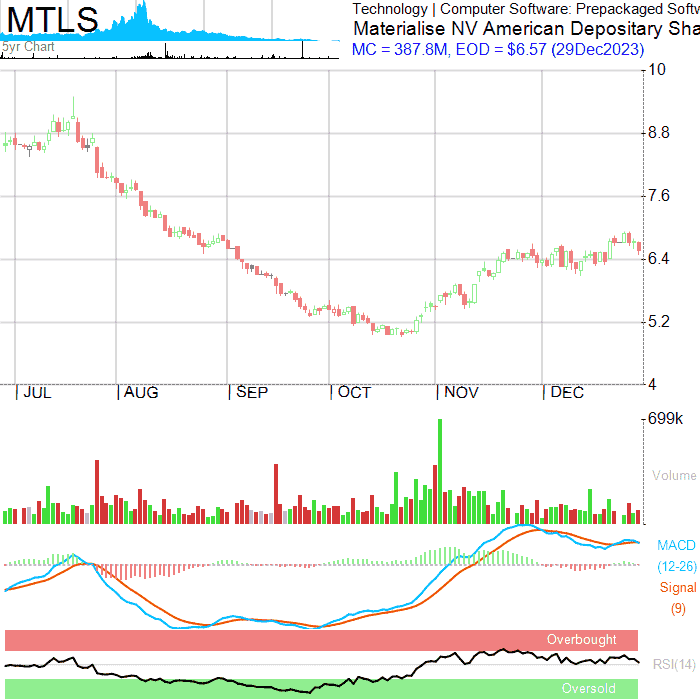 MTLS
5yr Chart
Technology | Computer Software: Prepackaged Softw
Materialise NV American Depositary Sha
MC = 387.8M, EOD = $6.57 (29Dec2023)
10
8.8
7.6
6.4
5.2
4
JUL AUG SEP OCT NOV DEC
699k
Volume
MACD
(12-26)
Signal
(9)
Overbought
RSI(14)
Oversold